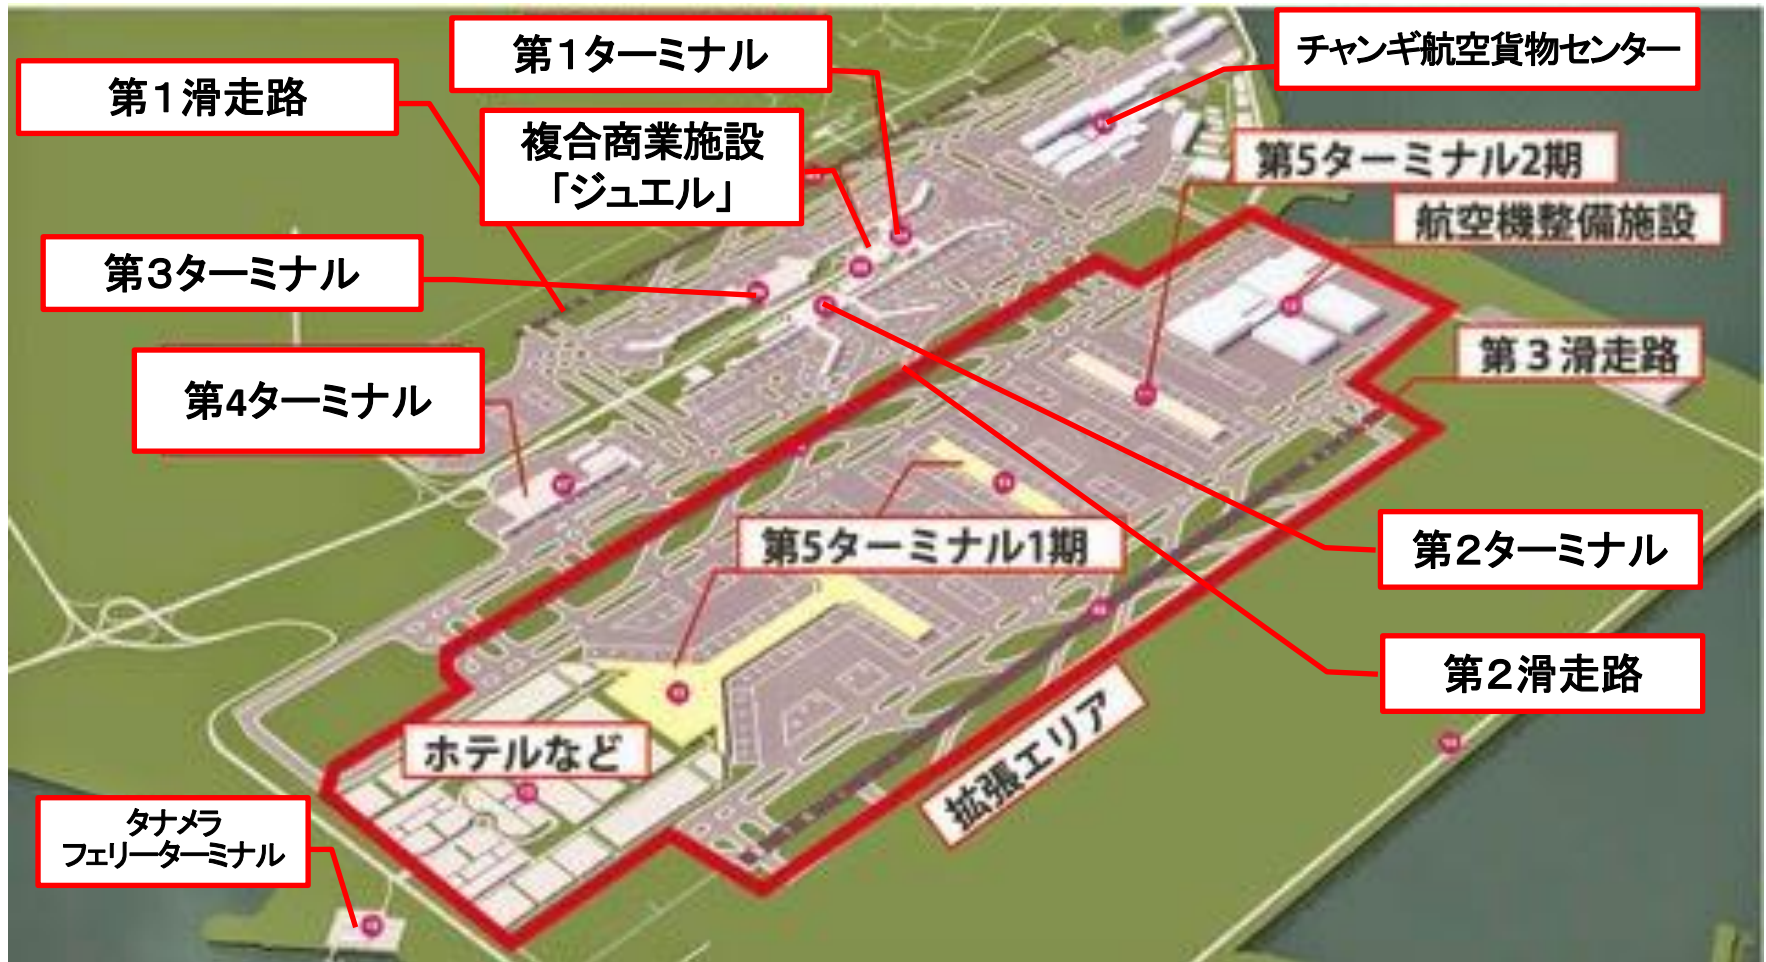 第１ターミナル
チャンギ航空貨物センター
第１滑走路
複合商業施設
「ジュエル」
第5ターミナル2期
航空機整備施設
第３ターミナル
第３滑走路
第4ターミナル
第5ターミナル1期
第２ターミナル
第２滑走路
拡張エリア
ホテルなど
タナメラ
フェリーターミナル